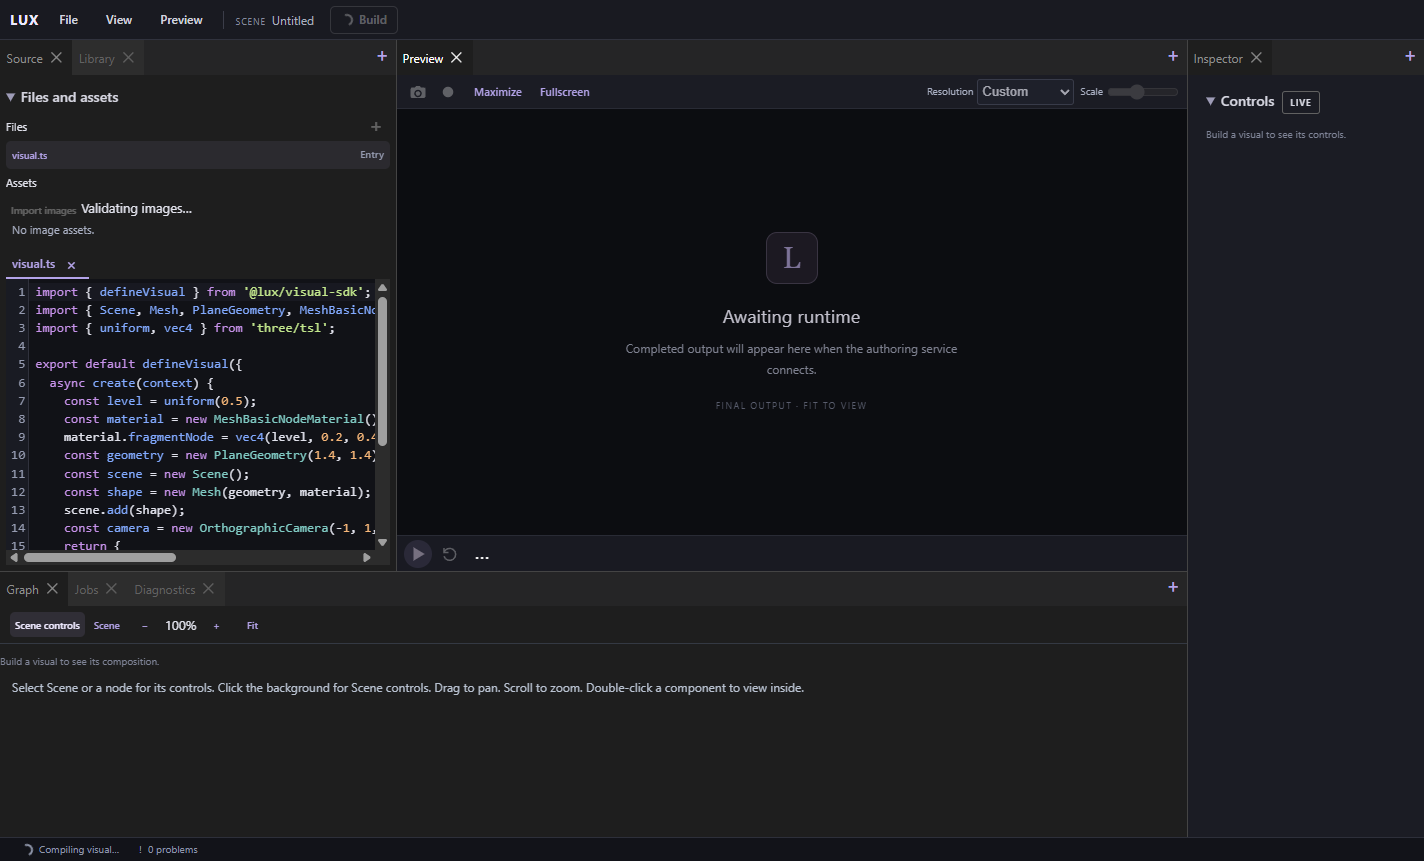 LUX File View Preview SCENE Untitled Build
Source Library +
Files and assets
Files +
visual.ts Entry
Assets
Import images Validating images...
No image assets.
visual.ts
1 import { defineVisual } from '@lux/visual-sdk';
2 import { Scene, Mesh, PlaneGeometry, MeshBasicNo
3 import { uniform, vec4 } from 'three/tsl';
4
5 export default defineVisual({
6 async create(context) {
7 const level = uniform(0.5);
8 const material = new MeshBasicNodeMaterial()
9 material.fragmentNode = vec4(level, 0.2, 0.4
10 const geometry = new PlaneGeometry(1.4, 1.4)
11 const scene = new Scene();
12 const shape = new Mesh(geometry, material);
13 scene.add(shape);
14 const camera = new OrthographicCamera(-1, 1,
15 return {
Preview +
Maximize Fullscreen Resolution Custom Scale
L
Awaiting runtime
Completed output will appear here when the authoring service
connects.
FINAL OUTPUT · FIT TO VIEW
...
Inspector +
Controls LIVE
Build a visual to see its controls.
Graph Jobs Diagnostics +
Scene controls Scene − 100% + Fit
Build a visual to see its composition.
Select Scene or a node for its controls. Click the background for Scene controls. Drag to pan. Scroll to zoom. Double-click a component to view inside.
Compiling visual... ! 0 problems